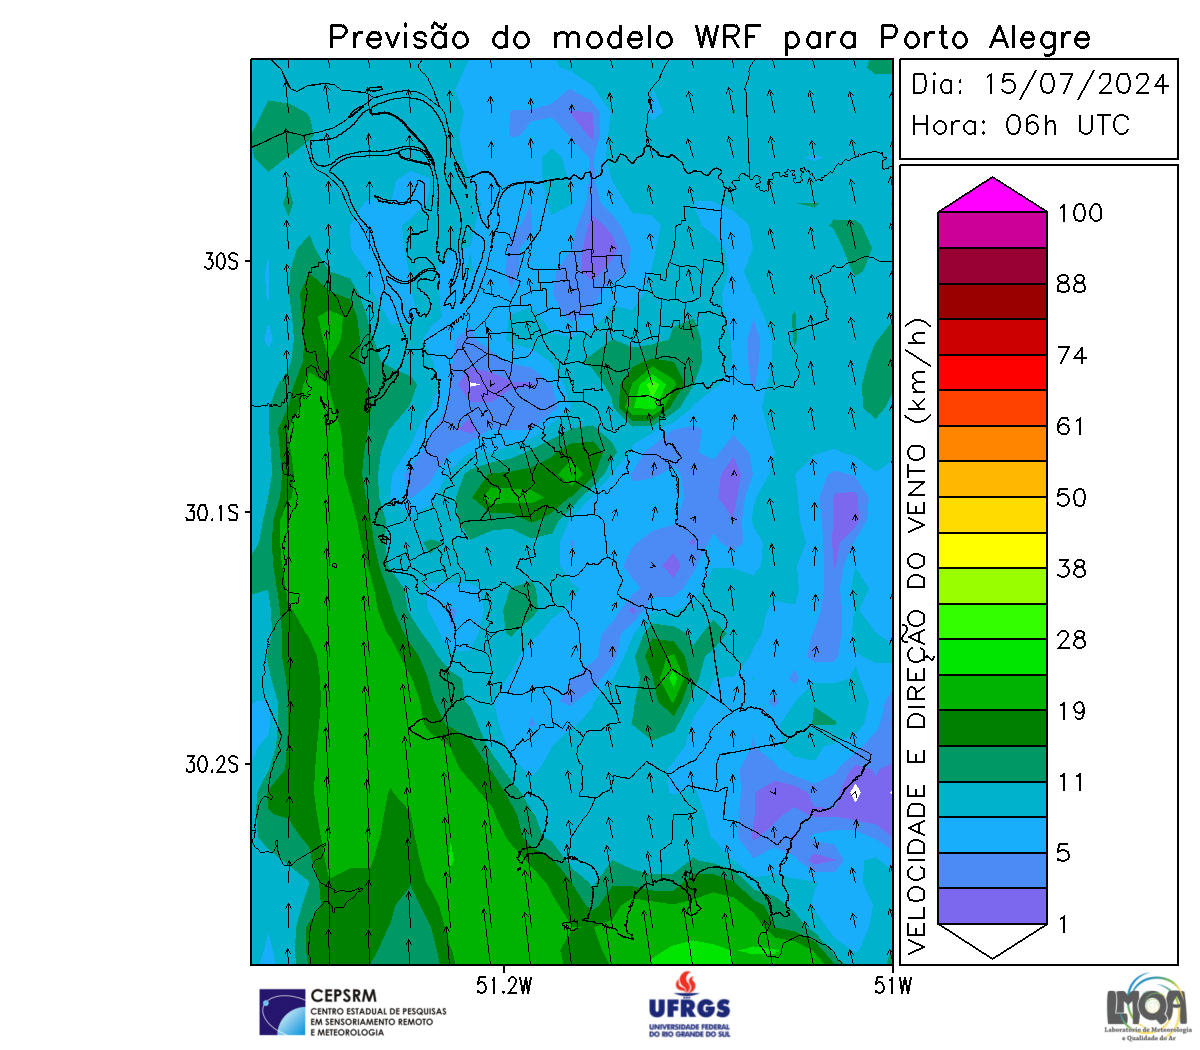 Previsão do modelo WRF para Porto Alegre
Dia: 15/07/2024
Hora: 06h UTC
VELOCIDADE E DIREÇÃO DO VENTO (km/h)
100
88
74
61
50
38
28
19
11
5
1
30S
30.1S
30.2S
51.2W
51W
CEPSRM
CENTRO ESTADUAL DE PESQUISAS
EM SENSORIAMENTO REMOTO
E METEOROLOGIA
UFRGS
UNIVERSIDADE FEDERAL
DO RIO GRANDE DO SUL
LMQA
Laboratório de Meteorologia
e Qualidade do Ar